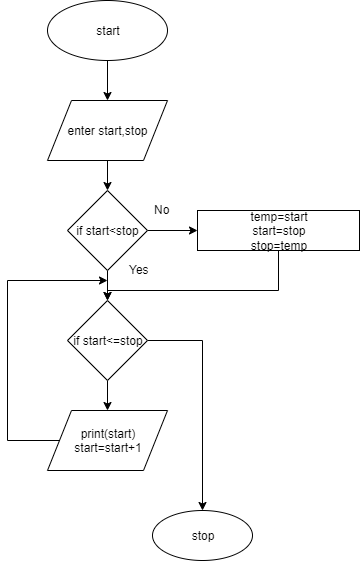 start
enter start,stop
if start<stop
No
temp=start
start=stop
stop=temp
Yes
if start<=stop
print(start)
start=start+1
stop